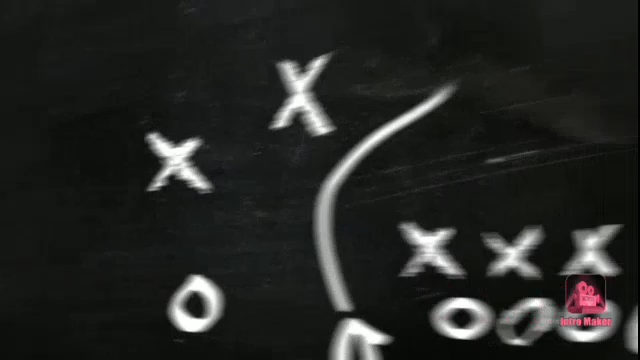 X
X
X X X
O O O O
Intro Maker